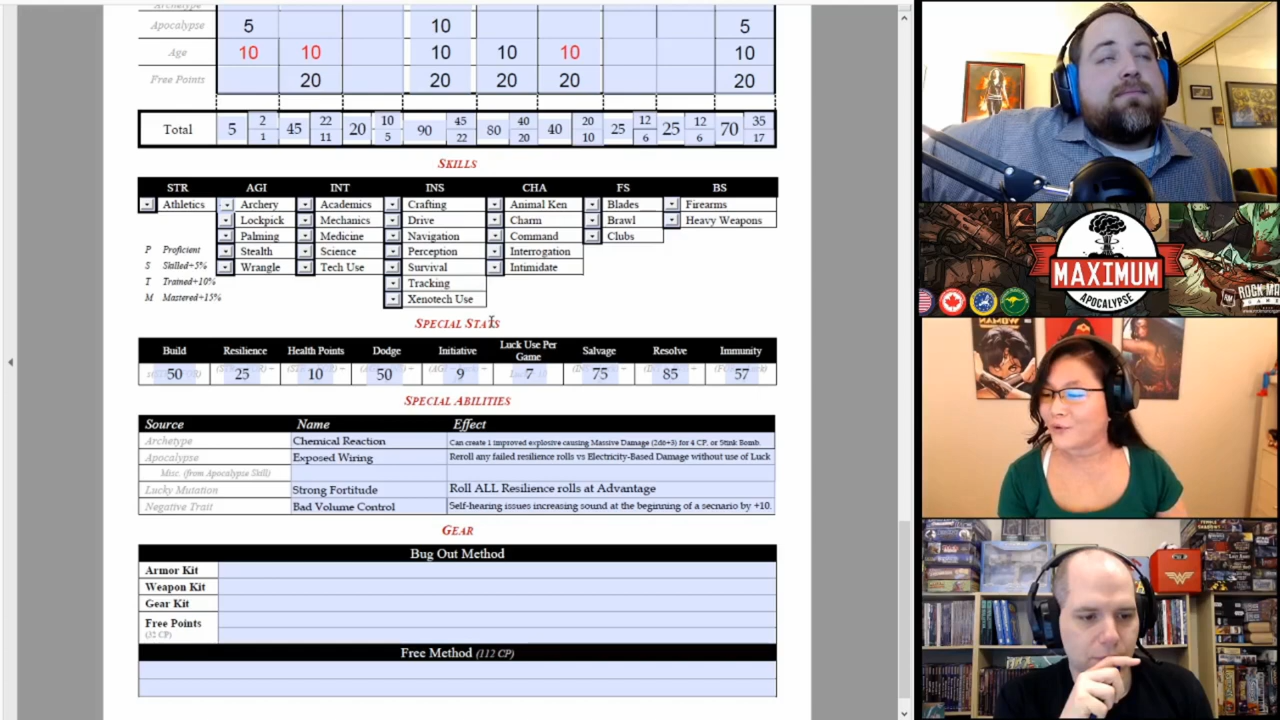 Apocalypse 5 10 5
Age 10 10 10 10 10 10
Free Points 20 20 20 20 20
Total 5 2 1 45 22 11 20 10 5 90 45 22 80 40 20 40 20 10 25 12 6 25 12 6 70 35 17
SKILLS
STR AGI INT INS CHA FS BS
Athletics Archery Academics Crafting Animal Ken Blades Firearms
Lockpick Mechanics Drive Charm Brawl Heavy Weapons
Palming Medicine Navigation Command Clubs
P Proficient Stealth Science Perception Interrogation
S Skilled+5% Wrangle Tech Use Survival Intimidate
T Trained+10% Tracking
M Mastered+15% Xenotech Use
SPECIAL STATS
Build Resilience Health Points Dodge Initiative Luck Use Per Game Salvage Resolve Immunity
50 25 10 50 9 7 75 85 57
SPECIAL ABILITIES
Source Name Effect
Archetype Chemical Reaction Can create 1 improved explosive causing Massive Damage (2d6+3) for 4 CP, or Stink Bomb.
Apocalypse Exposed Wiring Reroll any failed resilience rolls vs Electricity-Based Damage without use of Luck
Misc. (from Apocalypse Skill)
Lucky Mutation Strong Fortitude Roll ALL Resilience rolls at Advantage
Negative Trait Bad Volume Control Self-hearing issues increasing sound at the beginning of a secnario by +10.
GEAR
Bug Out Method
Armor Kit
Weapon Kit
Gear Kit
Free Points
(32 CP)
Free Method (112 CP)
MAXIMUM
APOCALYPSE